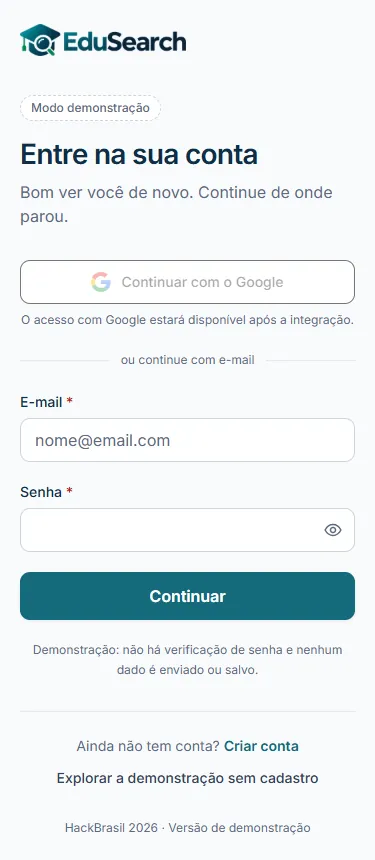 EduSearch
Modo demonstração
Entre na sua conta
Bom ver você de novo. Continue de onde
parou.
Continuar com o Google
O acesso com Google estará disponível após a integração.
ou continue com e-mail
E-mail *
nome@email.com
Senha *
Continuar
Demonstração: não há verificação de senha e nenhum
dado é enviado ou salvo.
Ainda não tem conta? Criar conta
Explorar a demonstração sem cadastro
HackBrasil 2026 · Versão de demonstração